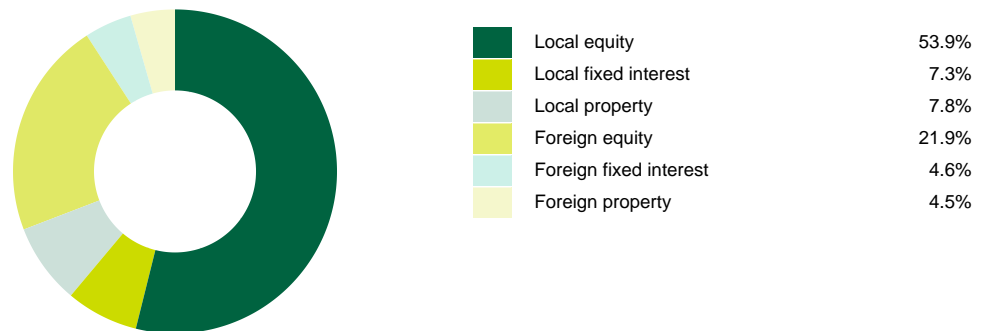 Local equity 53.9%
Local fixed interest 7.3%
Local property 7.8%
Foreign equity 21.9%
Foreign fixed interest 4.6%
Foreign property 4.5%